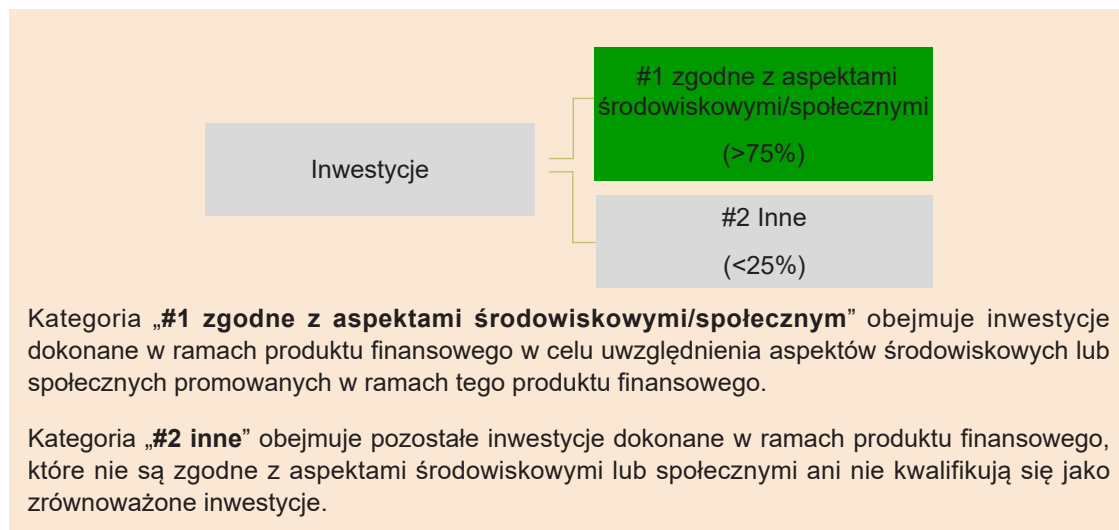 #1 zgodne z aspektami
środowiskowymi/społecznymi
(>75%)
Inwestycje
#2 Inne
(<25%)
Kategoria „#1 zgodne z aspektami środowiskowymi/społecznym” obejmuje inwestycje
dokonane w ramach produktu finansowego w celu uwzględnienia aspektów środowiskowych lub
społecznych promowanych w ramach tego produktu finansowego.
Kategoria „#2 inne” obejmuje pozostałe inwestycje dokonane w ramach produktu finansowego,
które nie są zgodne z aspektami środowiskowymi lub społecznymi ani nie kwalifikują się jako
zrównoważone inwestycje.